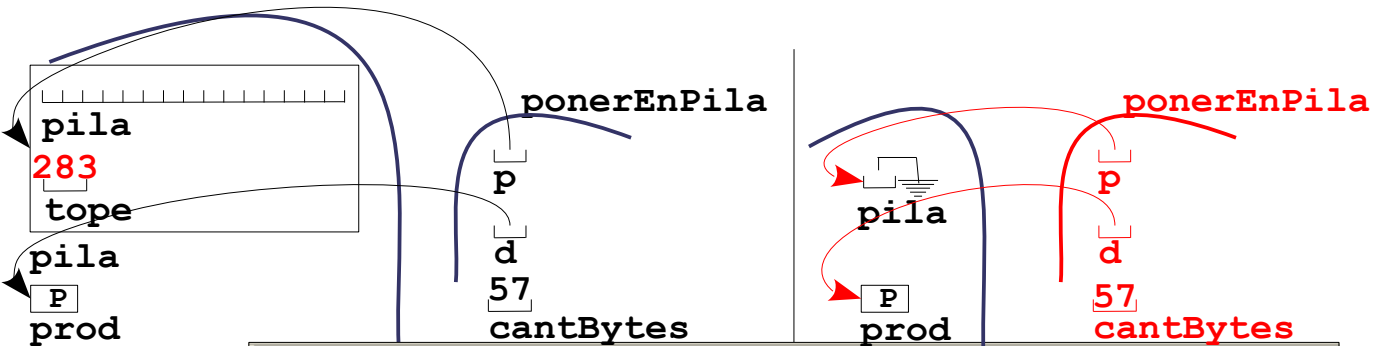 pila
283
tope
pila
P
prod
ponerEnPila
p
d
57
cantBytes
pila
P
prod
ponerEnPila
p
d
57
cantBytes